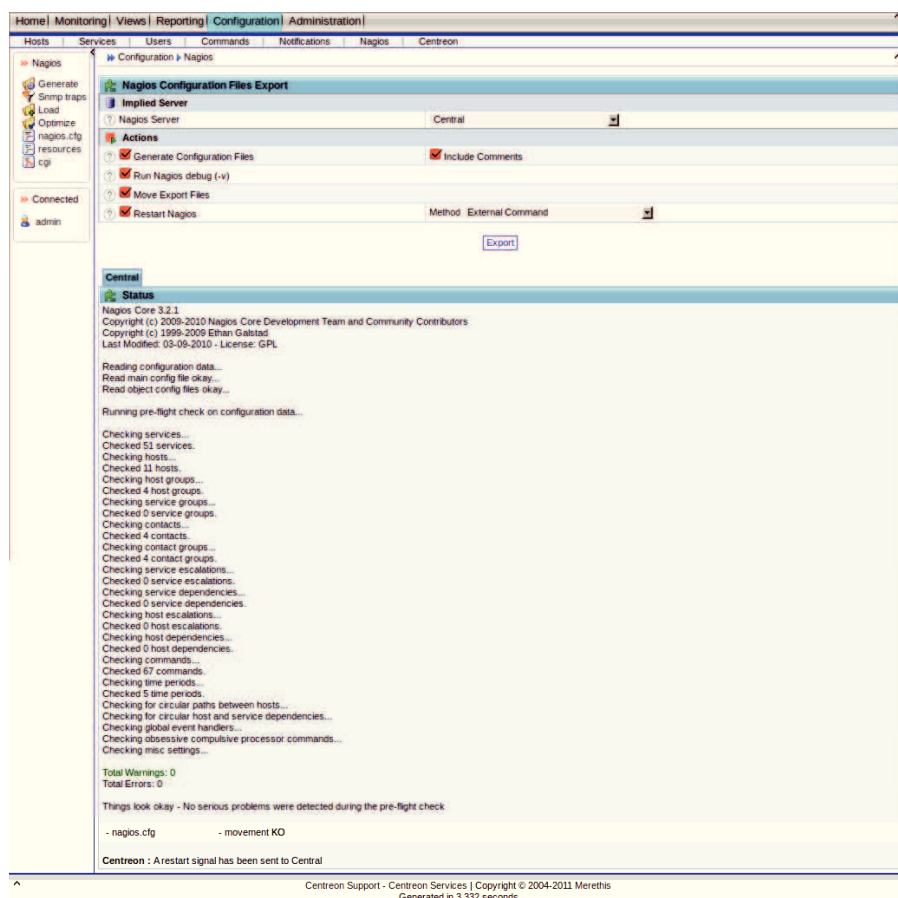 Home| Monitoring| Views| Reporting| Configuration| Administration|
Hosts | Services | Users | Commands | Notifications | Nagios | Centreon
Nagios
Generate
Snmp traps
Load
Optimize
nagios.cfg
resources
cgi
Connected
admin
Configuration Nagios
Nagios Configuration Files Export
Implied Server
Nagios Server Central
Actions
Generate Configuration Files Include Comments
Run Nagios debug (-v)
Move Export Files
Restart Nagios Method External Command
Export
Central
Status
Nagios Core 3.2.1
Copyright (c) 2009-2010 Nagios Core Development Team and Community Contributors
Copyright (c) 1999-2009 Ethan Galstad
Last Modified: 03-09-2010 - License: GPL
Reading configuration data...
Read main config file okay...
Read object config files okay...
Running pre-flight check on configuration data...
Checking services...
Checked 51 services.
Checking hosts...
Checked 11 hosts.
Checking host groups...
Checked 4 host groups.
Checking service groups...
Checked 0 service groups.
Checking contacts...
Checked 4 contacts.
Checking contact groups...
Checked 4 contact groups.
Checking service escalations...
Checked 0 service escalations.
Checking service dependencies...
Checked 0 service dependencies.
Checking host escalations...
Checked 0 host escalations.
Checking host dependencies...
Checked 0 host dependencies.
Checking commands...
Checked 67 commands.
Checking time periods...
Checked 5 time periods.
Checking for circular paths between hosts...
Checking for circular host and service dependencies...
Checking global event handlers...
Checking obsessive compulsive processor commands...
Checking misc settings...
Total Warnings: 0
Total Errors: 0
Things look okay - No serious problems were detected during the pre-flight check
- nagios.cfg - movement KO
Centreon : A restart signal has been sent to Central
Centreon Support - Centreon Services | Copyright © 2004-2011 Merethis
Generated in 3.332 seconds